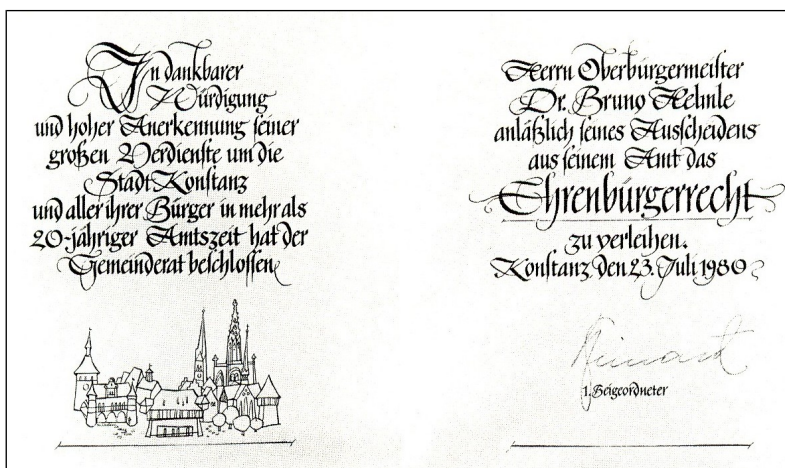 In dankbarer
Würdigung
und hoher Anerkennung seiner
großen Verdienste um die
Stadt Konstanz
und aller ihrer Bürger in mehr als
20-jähriger Amtszeit hat der
Gemeinderat beschlossen,
Herrn Oberbürgermeister
Dr. Bruno Helmle
anläßlich seines Ausscheidens
aus seinem Amt das
Ehrenbürgerrecht
zu verleihen.
Konstanz, den 23. Juli 1980
1. Beigeordneter